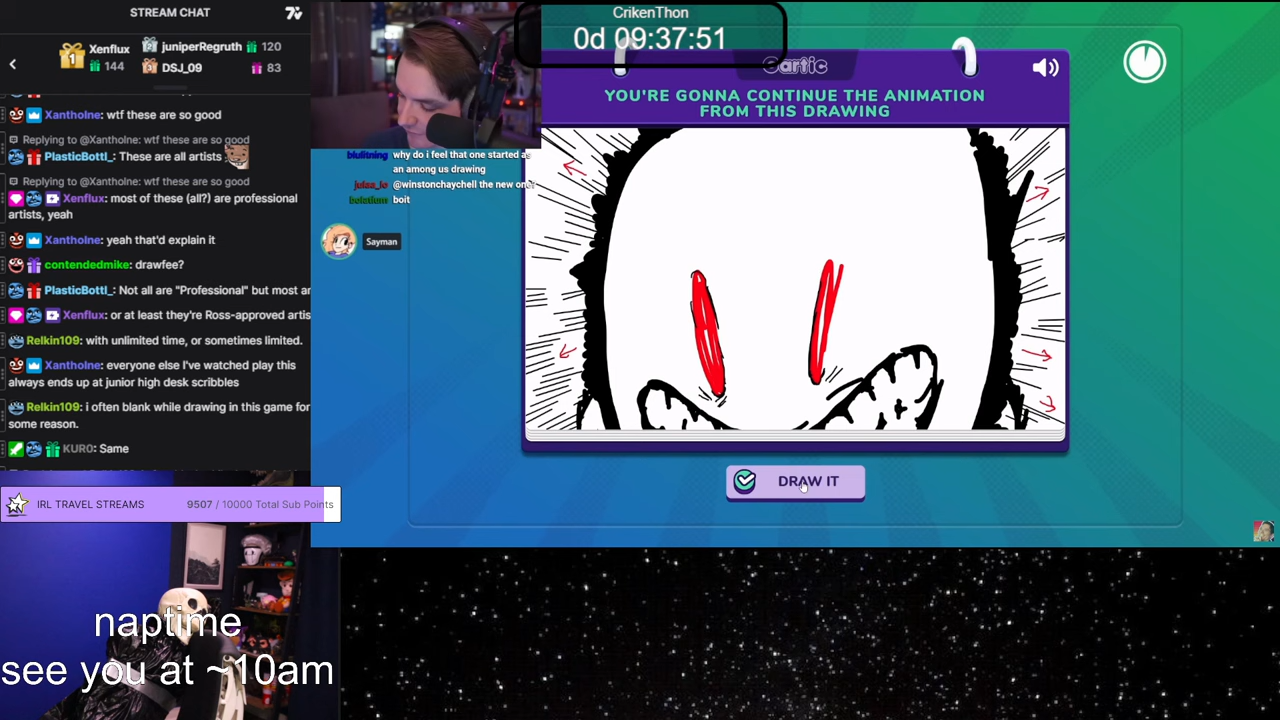 STREAM CHAT
Xenflux
144
juniperRegruth 120
DSJ_09 83
Xantholne: wtf these are so good
Replying to @Xantholne: wtf these are so good
PlasticBottl_: These are all artists
Replying to @Xantholne: wtf these are so good
Xenflux: most of these (all?) are professional
artists, yeah
Xantholne: yeah that'd explain it
contendedmike: drawfee?
PlasticBottl_: Not all are "Professional" but most ar
Xenflux: or at least they're Ross-approved artis
Relkin109: with unlimited time, or sometimes limited.
Xantholne: everyone else I've watched play this
always ends up at junior high desk scribbles
Relkin109: i often blank while drawing in this game for
some reason.
KUR0: Same
IRL TRAVEL STREAMS 9507 / 10000 Total Sub Points
naptime
see you at ~10am
CrikenThon
0d 09:37:51
blulitning why do i feel that one started as
an among us drawing
@winstonchaychell the new one?
boit
Sayman
Gartic
YOU'RE GONNA CONTINUE THE ANIMATION
FROM THIS DRAWING
DRAW IT